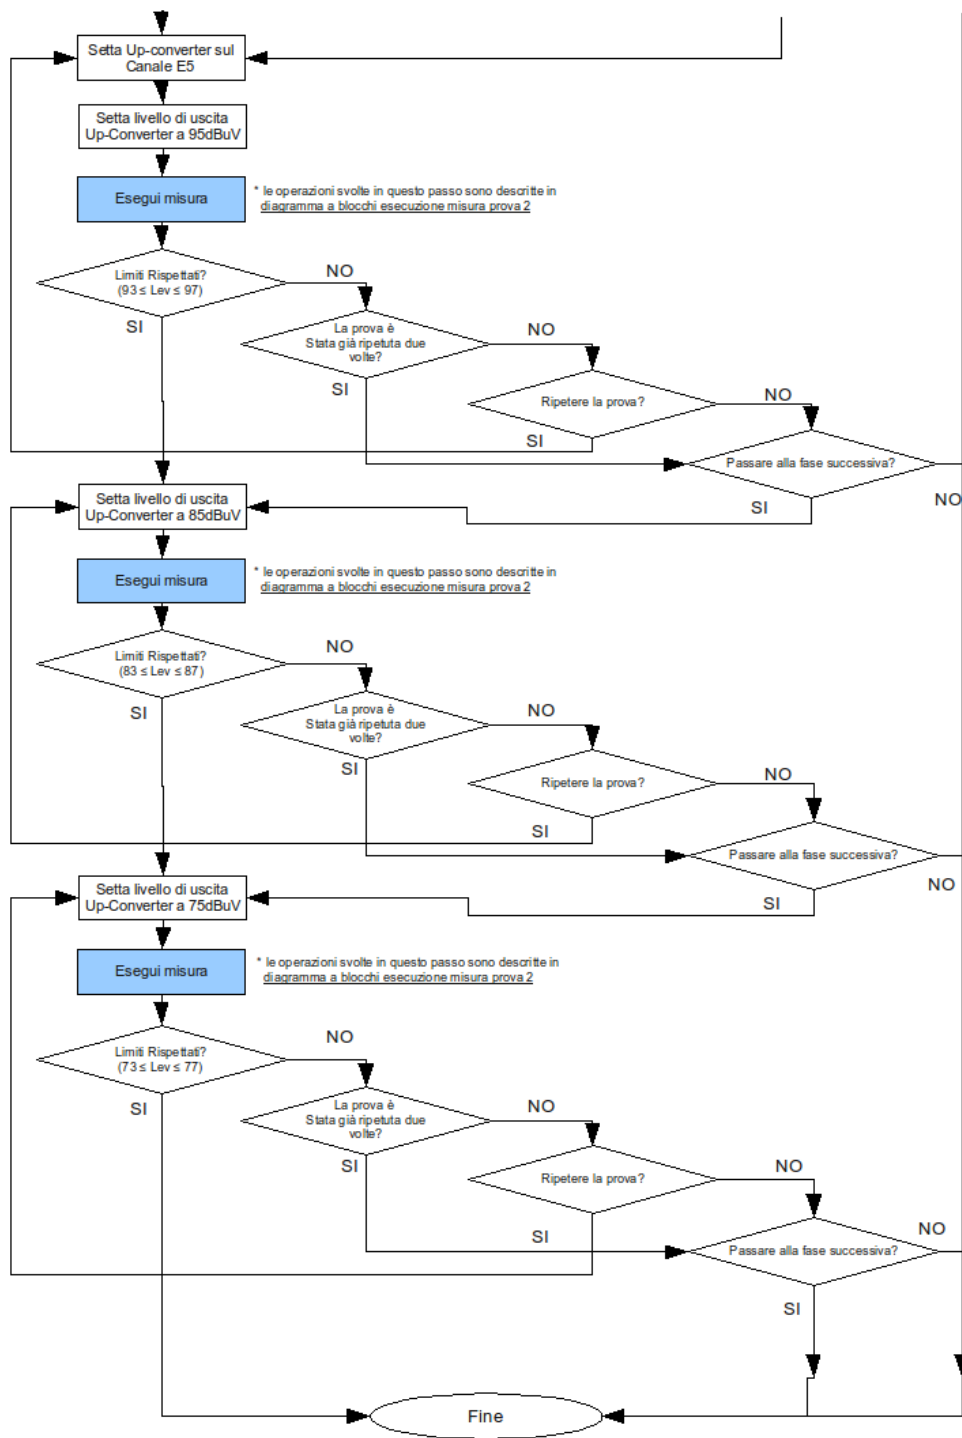 Setta Up-converter sul
Canale E5
Setta livello di uscita
Up-Converter a 95dBuV
Esegui misura
* le operazioni svolte in questo passo sono descritte in
diagramma a blocchi esecuzione misura prova 2
Limiti Rispettati?
(93 ≤ Lev ≤ 97)
NO
SI
La prova è
Stata già ripetuta due
volte?
NO
SI
Ripetere la prova?
NO
SI
Passare alla fase successiva?
NO
SI
Setta livello di uscita
Up-Converter a 85dBuV
Esegui misura
* le operazioni svolte in questo passo sono descritte in
diagramma a blocchi esecuzione misura prova 2
Limiti Rispettati?
(83 ≤ Lev ≤ 87)
NO
SI
La prova è
Stata già ripetuta due
volte?
NO
SI
Ripetere la prova?
NO
SI
Passare alla fase successiva?
NO
SI
Setta livello di uscita
Up-Converter a 75dBuV
Esegui misura
* le operazioni svolte in questo passo sono descritte in
diagramma a blocchi esecuzione misura prova 2
Limiti Rispettati?
(73 ≤ Lev ≤ 77)
NO
SI
La prova è
Stata già ripetuta due
volte?
NO
SI
Ripetere la prova?
NO
SI
Passare alla fase successiva?
NO
SI
Fine